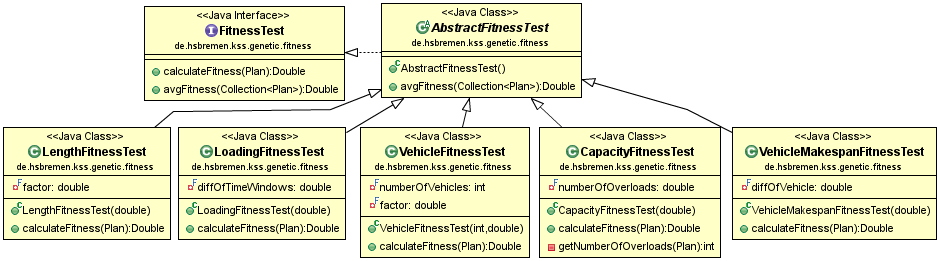 <<Java Interface>>
FitnessTest
de.hsbremen.kss.genetic.fitness
calculateFitness(Plan):Double
avgFitness(Collection<Plan>):Double
<<Java Class>>
AbstractFitnessTest
de.hsbremen.kss.genetic.fitness
AbstractFitnessTest()
avgFitness(Collection<Plan>):Double
<<Java Class>>
LengthFitnessTest
de.hsbremen.kss.genetic.fitness.
factor: double
LengthFitnessTest(double)
calculateFitness(Plan):Double
<<Java Class>>
LoadingFitnessTest
de.hsbremen.kss.genetic.fitness.
diffOfTimeWindows: double
LoadingFitnessTest(double)
calculateFitness(Plan):Double
<<Java Class>>
VehicleFitnessTest
de.hsbremen.kss.genetic.fitness
numberOfVehicles: int
factor: double
VehicleFitnessTest(int,double)
calculateFitness(Plan):Double
<<Java Class>>
CapacityFitnessTest
de.hsbremen.kss.genetic.fitness.
numberOfOverloads: double
CapacityFitnessTest(double)
calculateFitness(Plan):Double
getNumberOfOverloads(Plan):int
<<Java Class>>
VehicleMakespanFitnessTest
de.hsbremen.kss.genetic.fitness.
diffOfVehicle: double
VehicleMakespanFitnessTest(double)
calculateFitness(Plan):Double